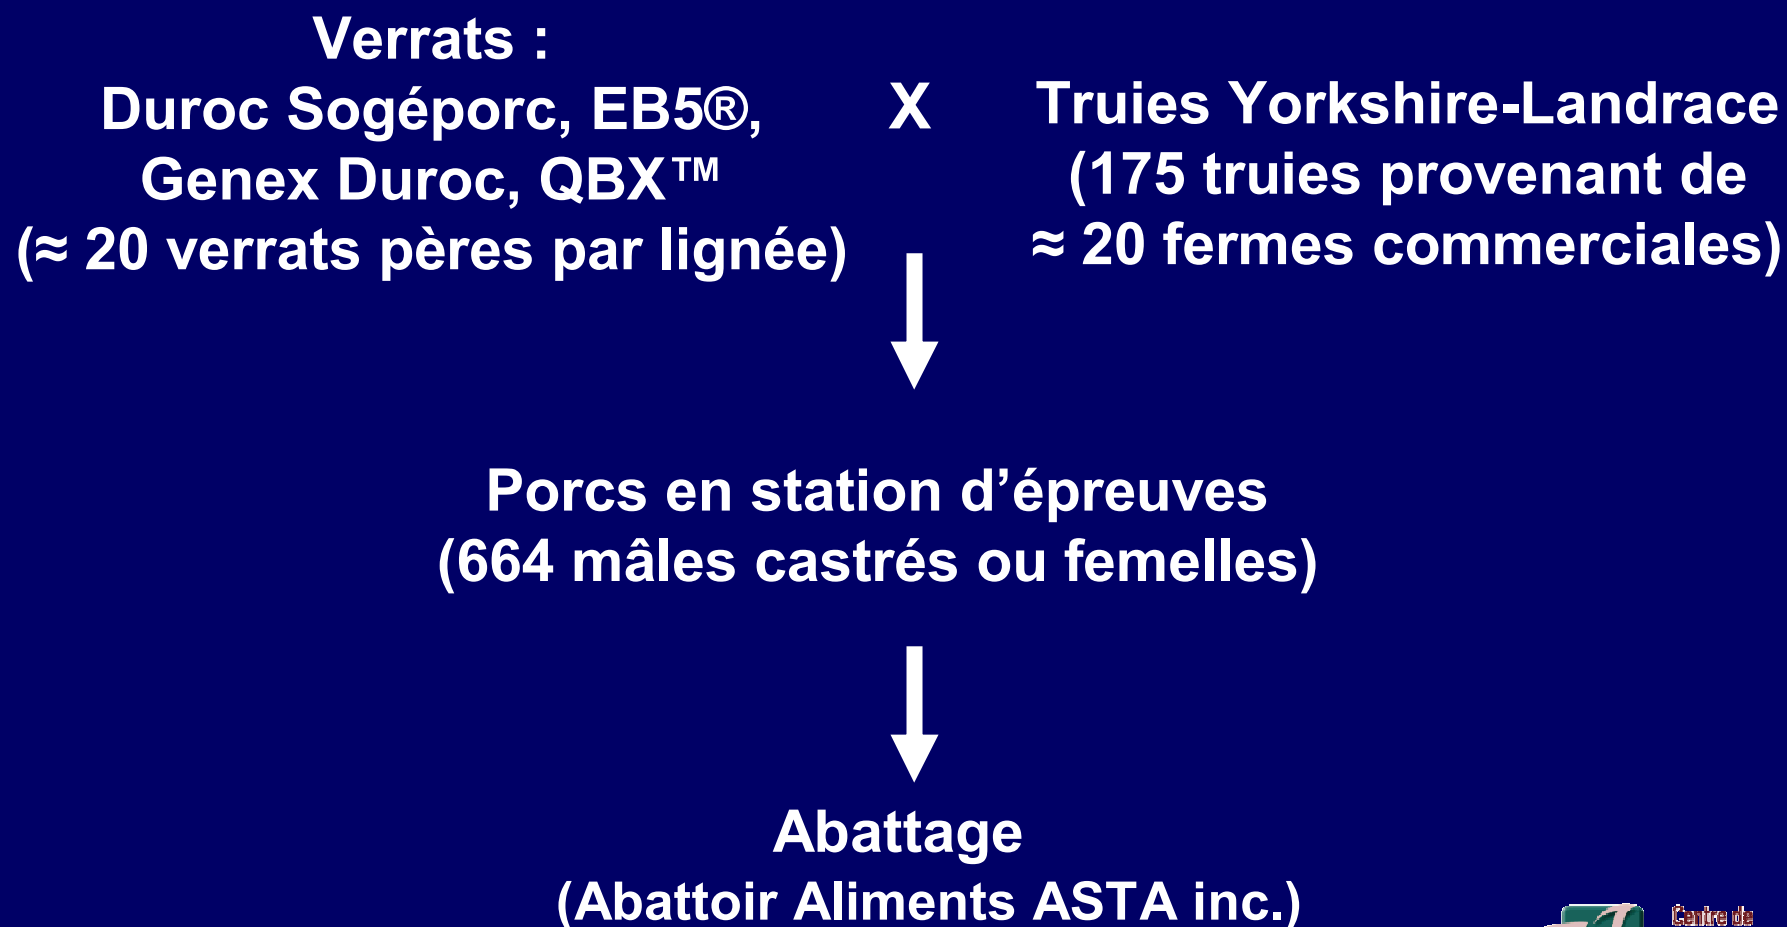 Verrats :
Duroc Sogéporc, EB5®,
Genex Duroc, QBX™
(≈ 20 verrats pères par lignée)
X
Truies Yorkshire-Landrace
(175 truies provenant de
≈ 20 fermes commerciales)
Porcs en station d’épreuves
(664 mâles castrés ou femelles)
Abattage
(Abattoir Aliments ASTA inc.)
Centre de